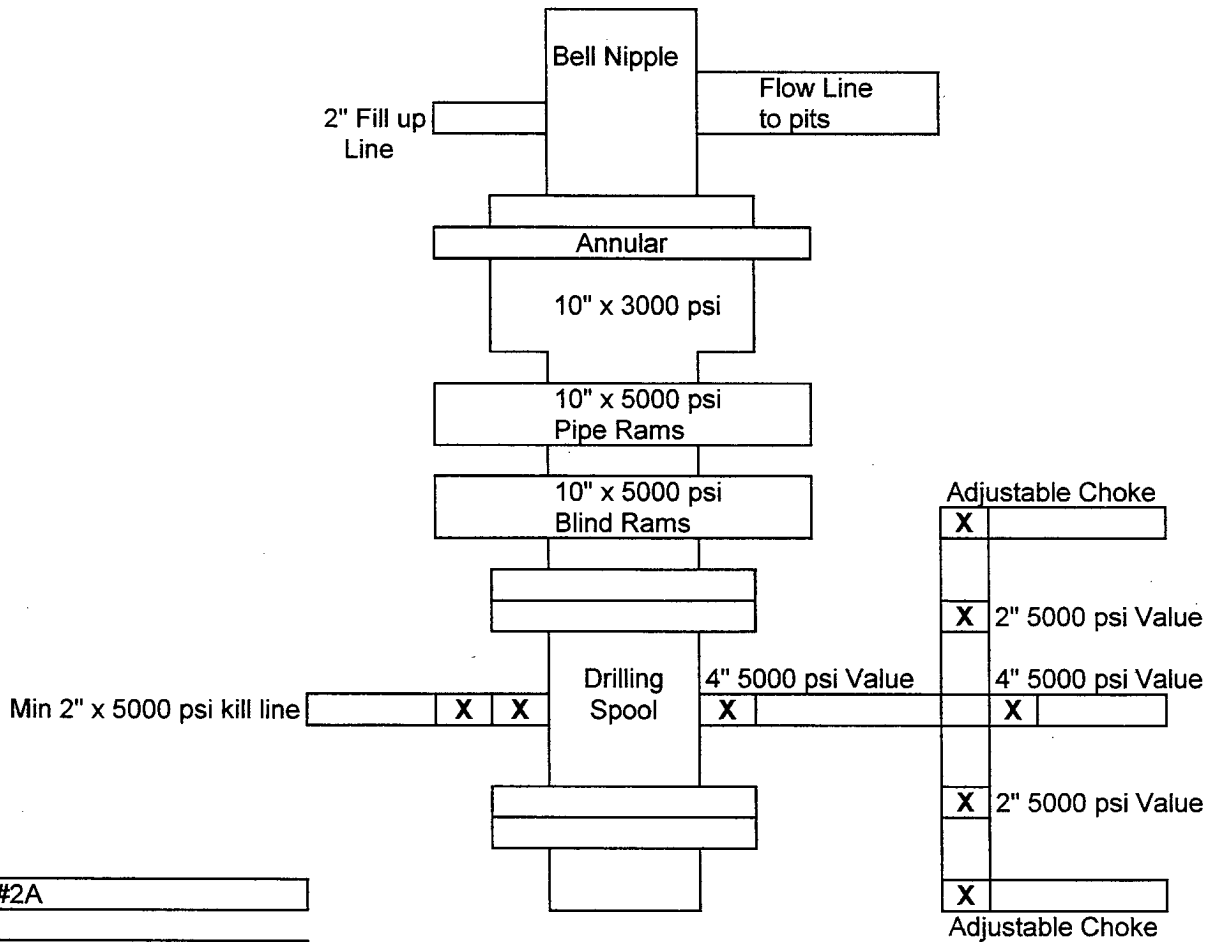 Bell Nipple
Flow Line
to pits
2" Fill up
Line
Annular
10" x 3000 psi
10" x 5000 psi
Pipe Rams
10" x 5000 psi
Blind Rams
Adjustable Choke
X
X 2" 5000 psi Value
Drilling
Spool
4" 5000 psi Value
4" 5000 psi Value
Min 2" x 5000 psi kill line
X X
X
X
X 2" 5000 psi Value
#2A
X
Adjustable Choke